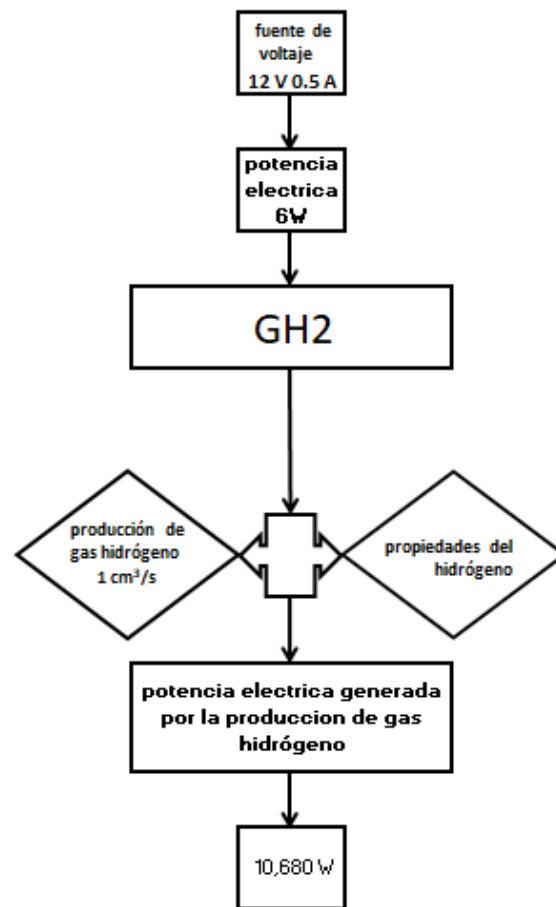 fuente de
voltaje
12 V 0.5 A
potencia
electrica
6W
GH2
producción de
gas hidrógeno
1 cm³/s
propiedades del
hidrógeno
potencia electrica generada
por la produccion de gas
hidrógeno
10,680 W